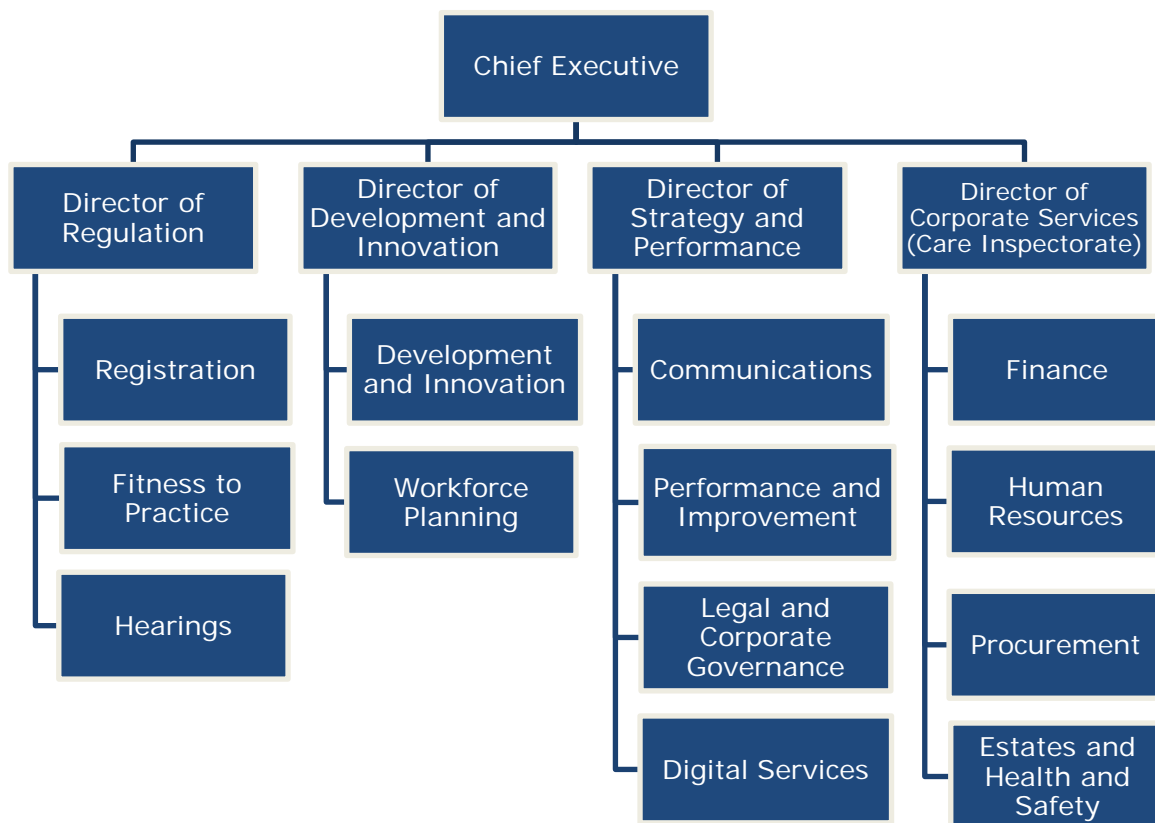 Chief Executive
Director of
Regulation
Director of
Development and
Innovation
Director of
Strategy and
Performance
Director of
Corporate Services
(Care Inspectorate)
Registration
Development
and Innovation
Communications
Finance
Fitness to
Practice
Workforce
Planning
Performance and
Improvement
Human
Resources
Hearings
Legal and
Corporate
Governance
Procurement
Digital Services
Estates and
Health and
Safety